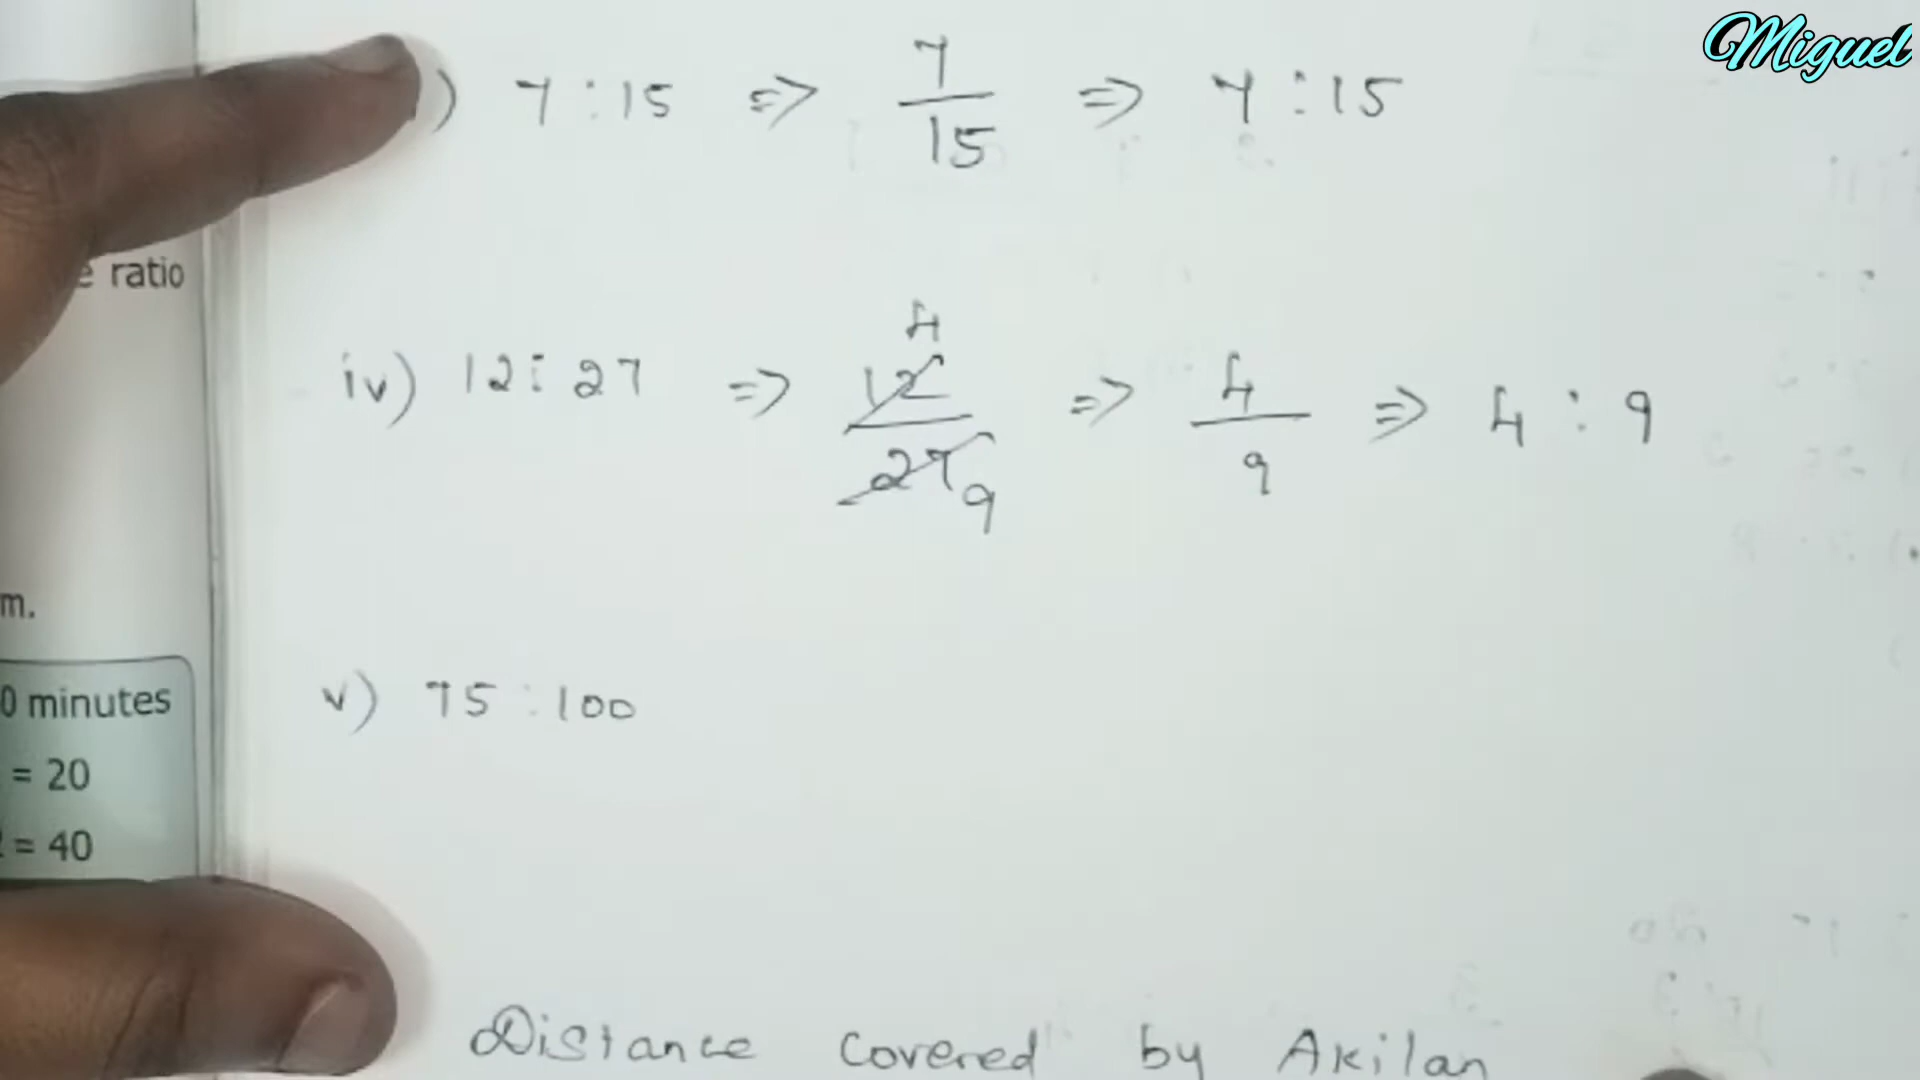 Miguel
) 7 : 15 => 7/15 => 7 : 15
ratio
iv) 12 : 27 => 12/27 4 9 => 4/9 => 4 : 9
m.
0 minutes
v) 75 : 100
= 20
= 40
Distance covered by Akilan